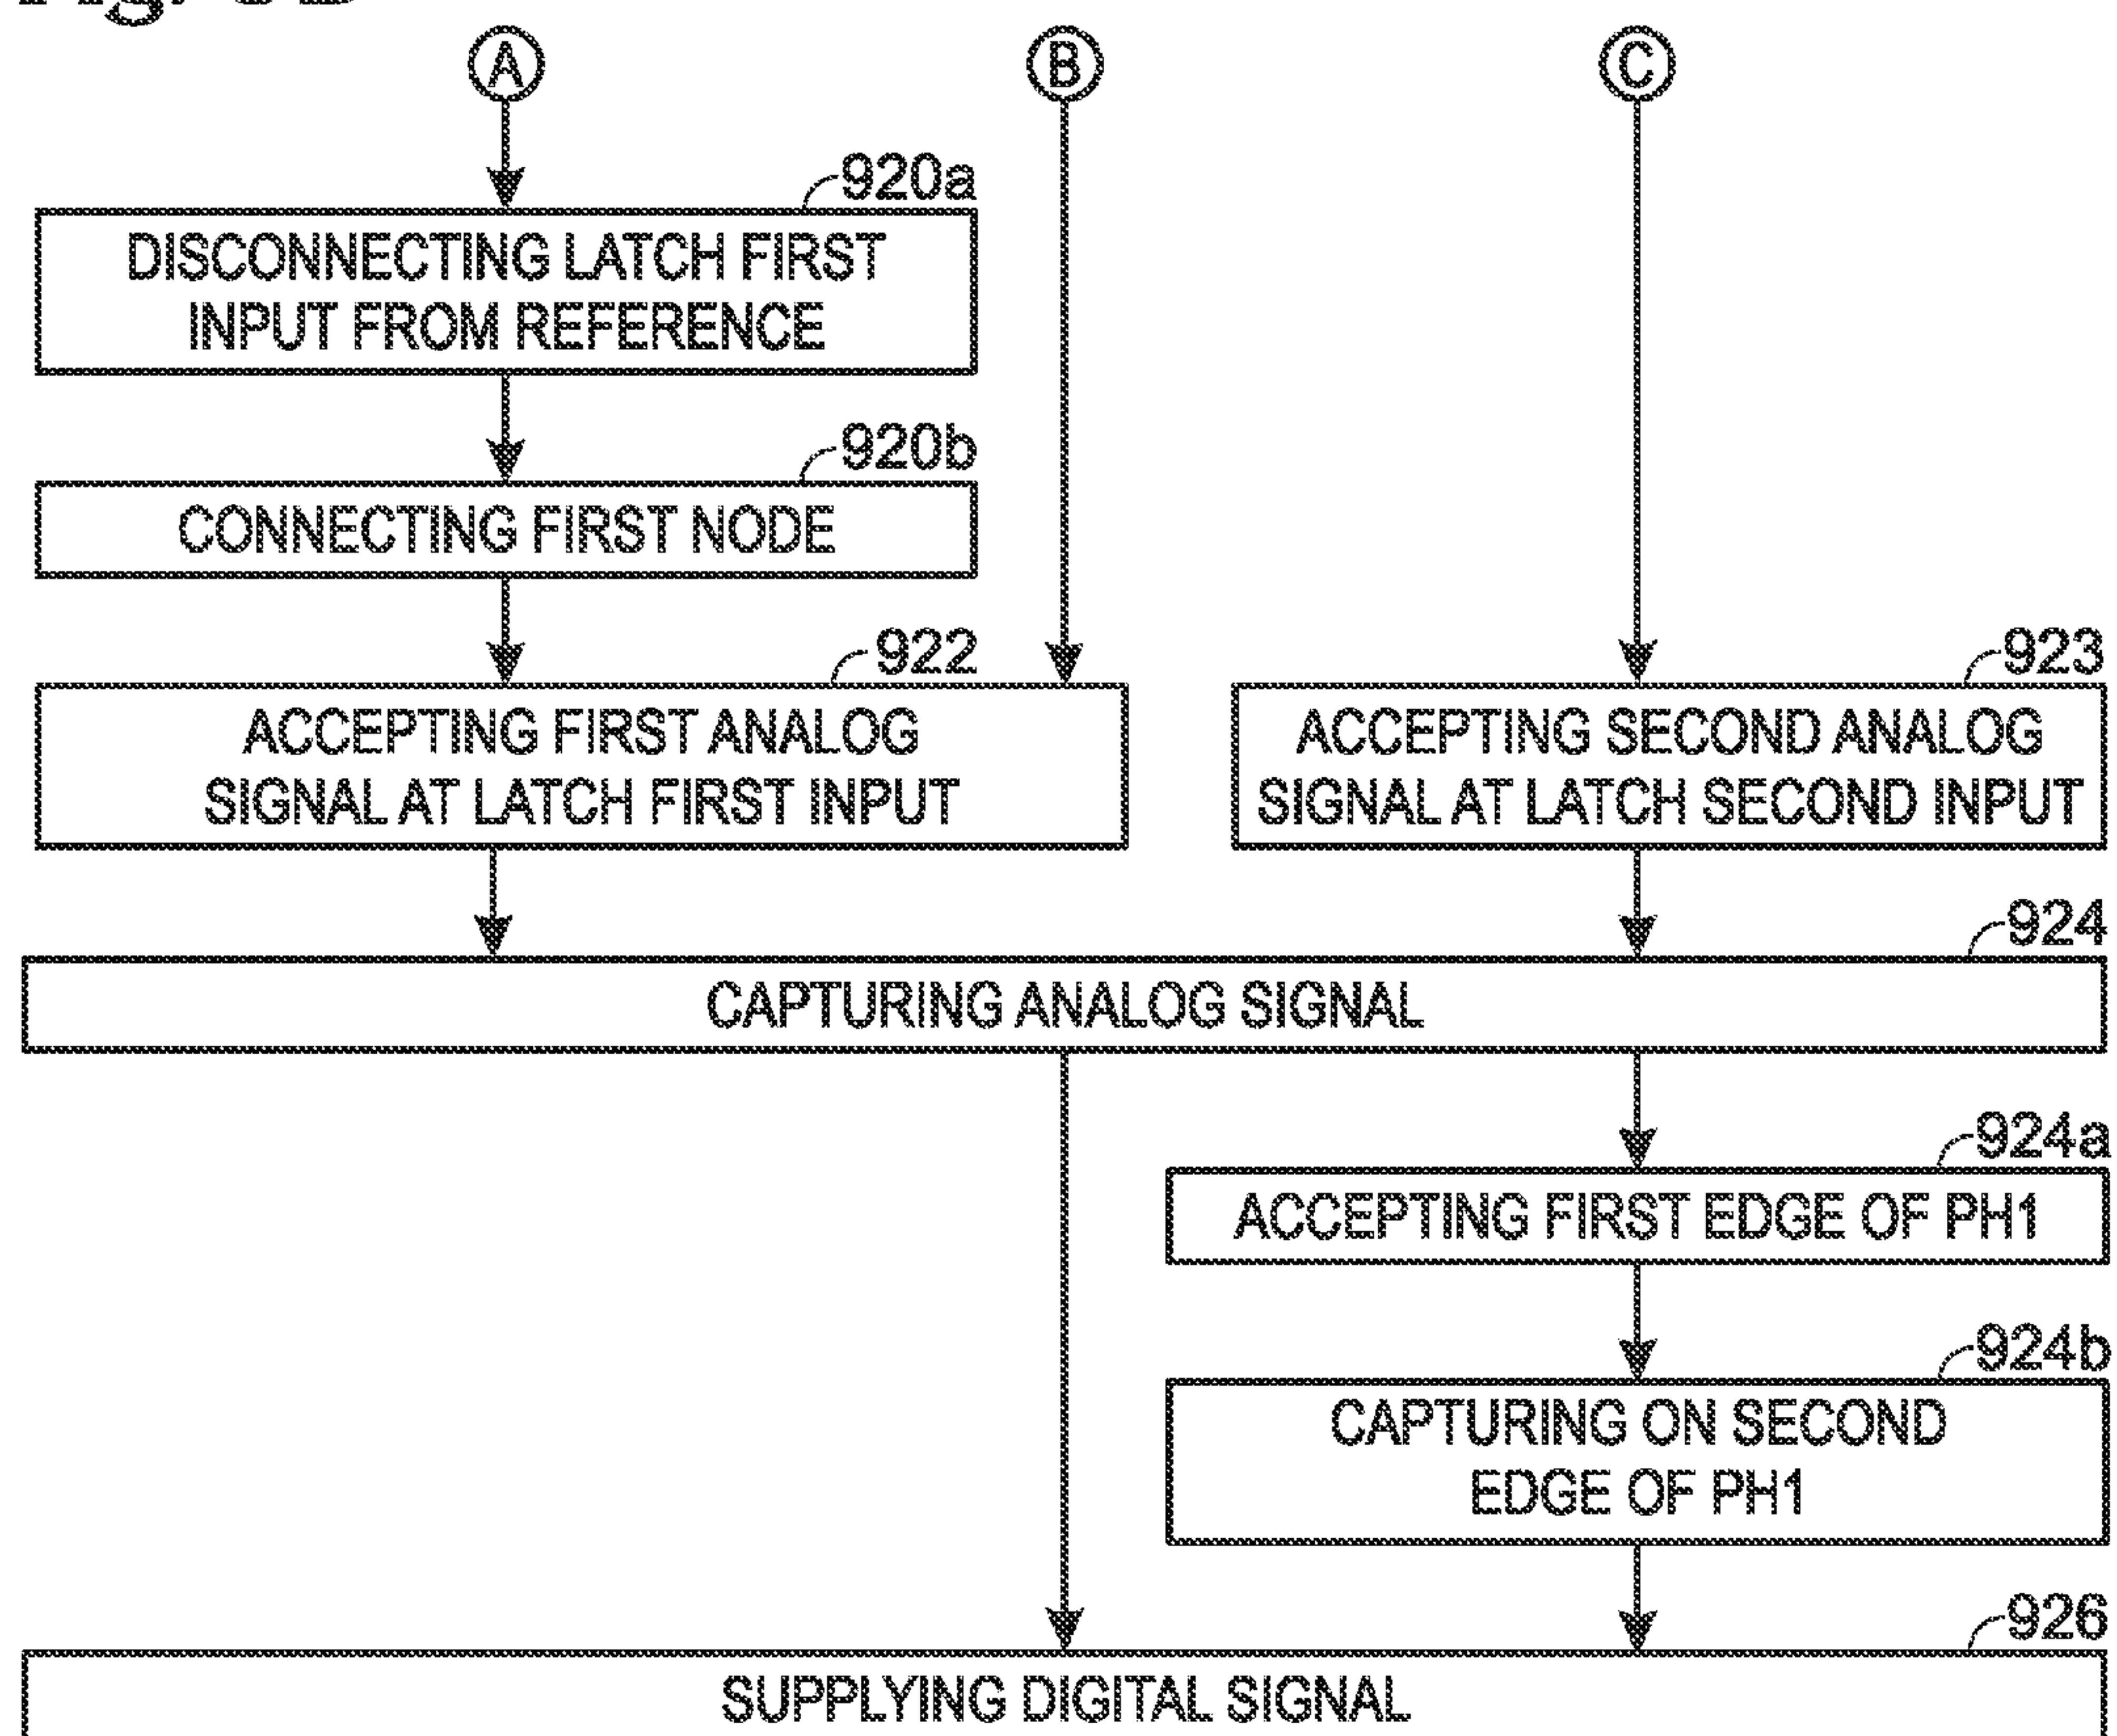 A
B
C
920a
DISCONNECTING LATCH FIRST
INPUT FROM REFERENCE
920b
CONNECTING FIRST NODE
922
ACCEPTING FIRST ANALOG
SIGNAL AT LATCH FIRST INPUT
923
ACCEPTING SECOND ANALOG
SIGNAL AT LATCH SECOND INPUT
924
CAPTURING ANALOG SIGNAL
924a
ACCEPTING FIRST EDGE OF PH1
924b
CAPTURING ON SECOND
EDGE OF PH1
926
SUPPLYING DIGITAL SIGNAL